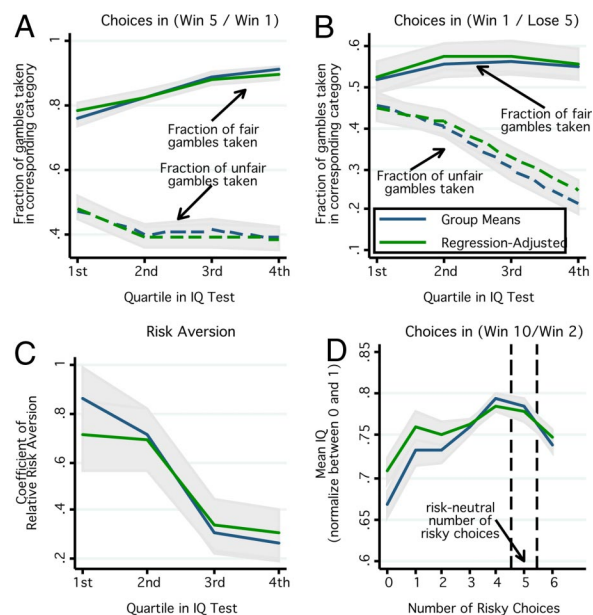 A
Choices in (Win 5 / Win 1)
Fraction of gambles taken
in corresponding category
1
.8
.6
.4
Fraction of fair
gambles taken
Fraction of unfair
gambles taken
1st 2nd 3rd 4th
Quartile in IQ Test
B
Choices in (Win 1 / Lose 5)
Fraction of gambles taken
in corresponding category
.6
.5
.4
.3
.2
.1
Fraction of fair
gambles taken
Fraction of unfair
gambles taken
Group Means
Regression-Adjusted
1st 2nd 3rd 4th
Quartile in IQ Test
C
Risk Aversion
Coefficient of
Relative Risk Aversion
1
.8
.6
.4
.2
1st 2nd 3rd 4th
Quartile in IQ Test
D
Choices in (Win 10/Win 2)
Mean IQ
(normalize between 0 and 1)
.85
.8
.75
.7
.65
.6
risk-neutral
number of
risky choices
0 1 2 3 4 5 6
Number of Risky Choices